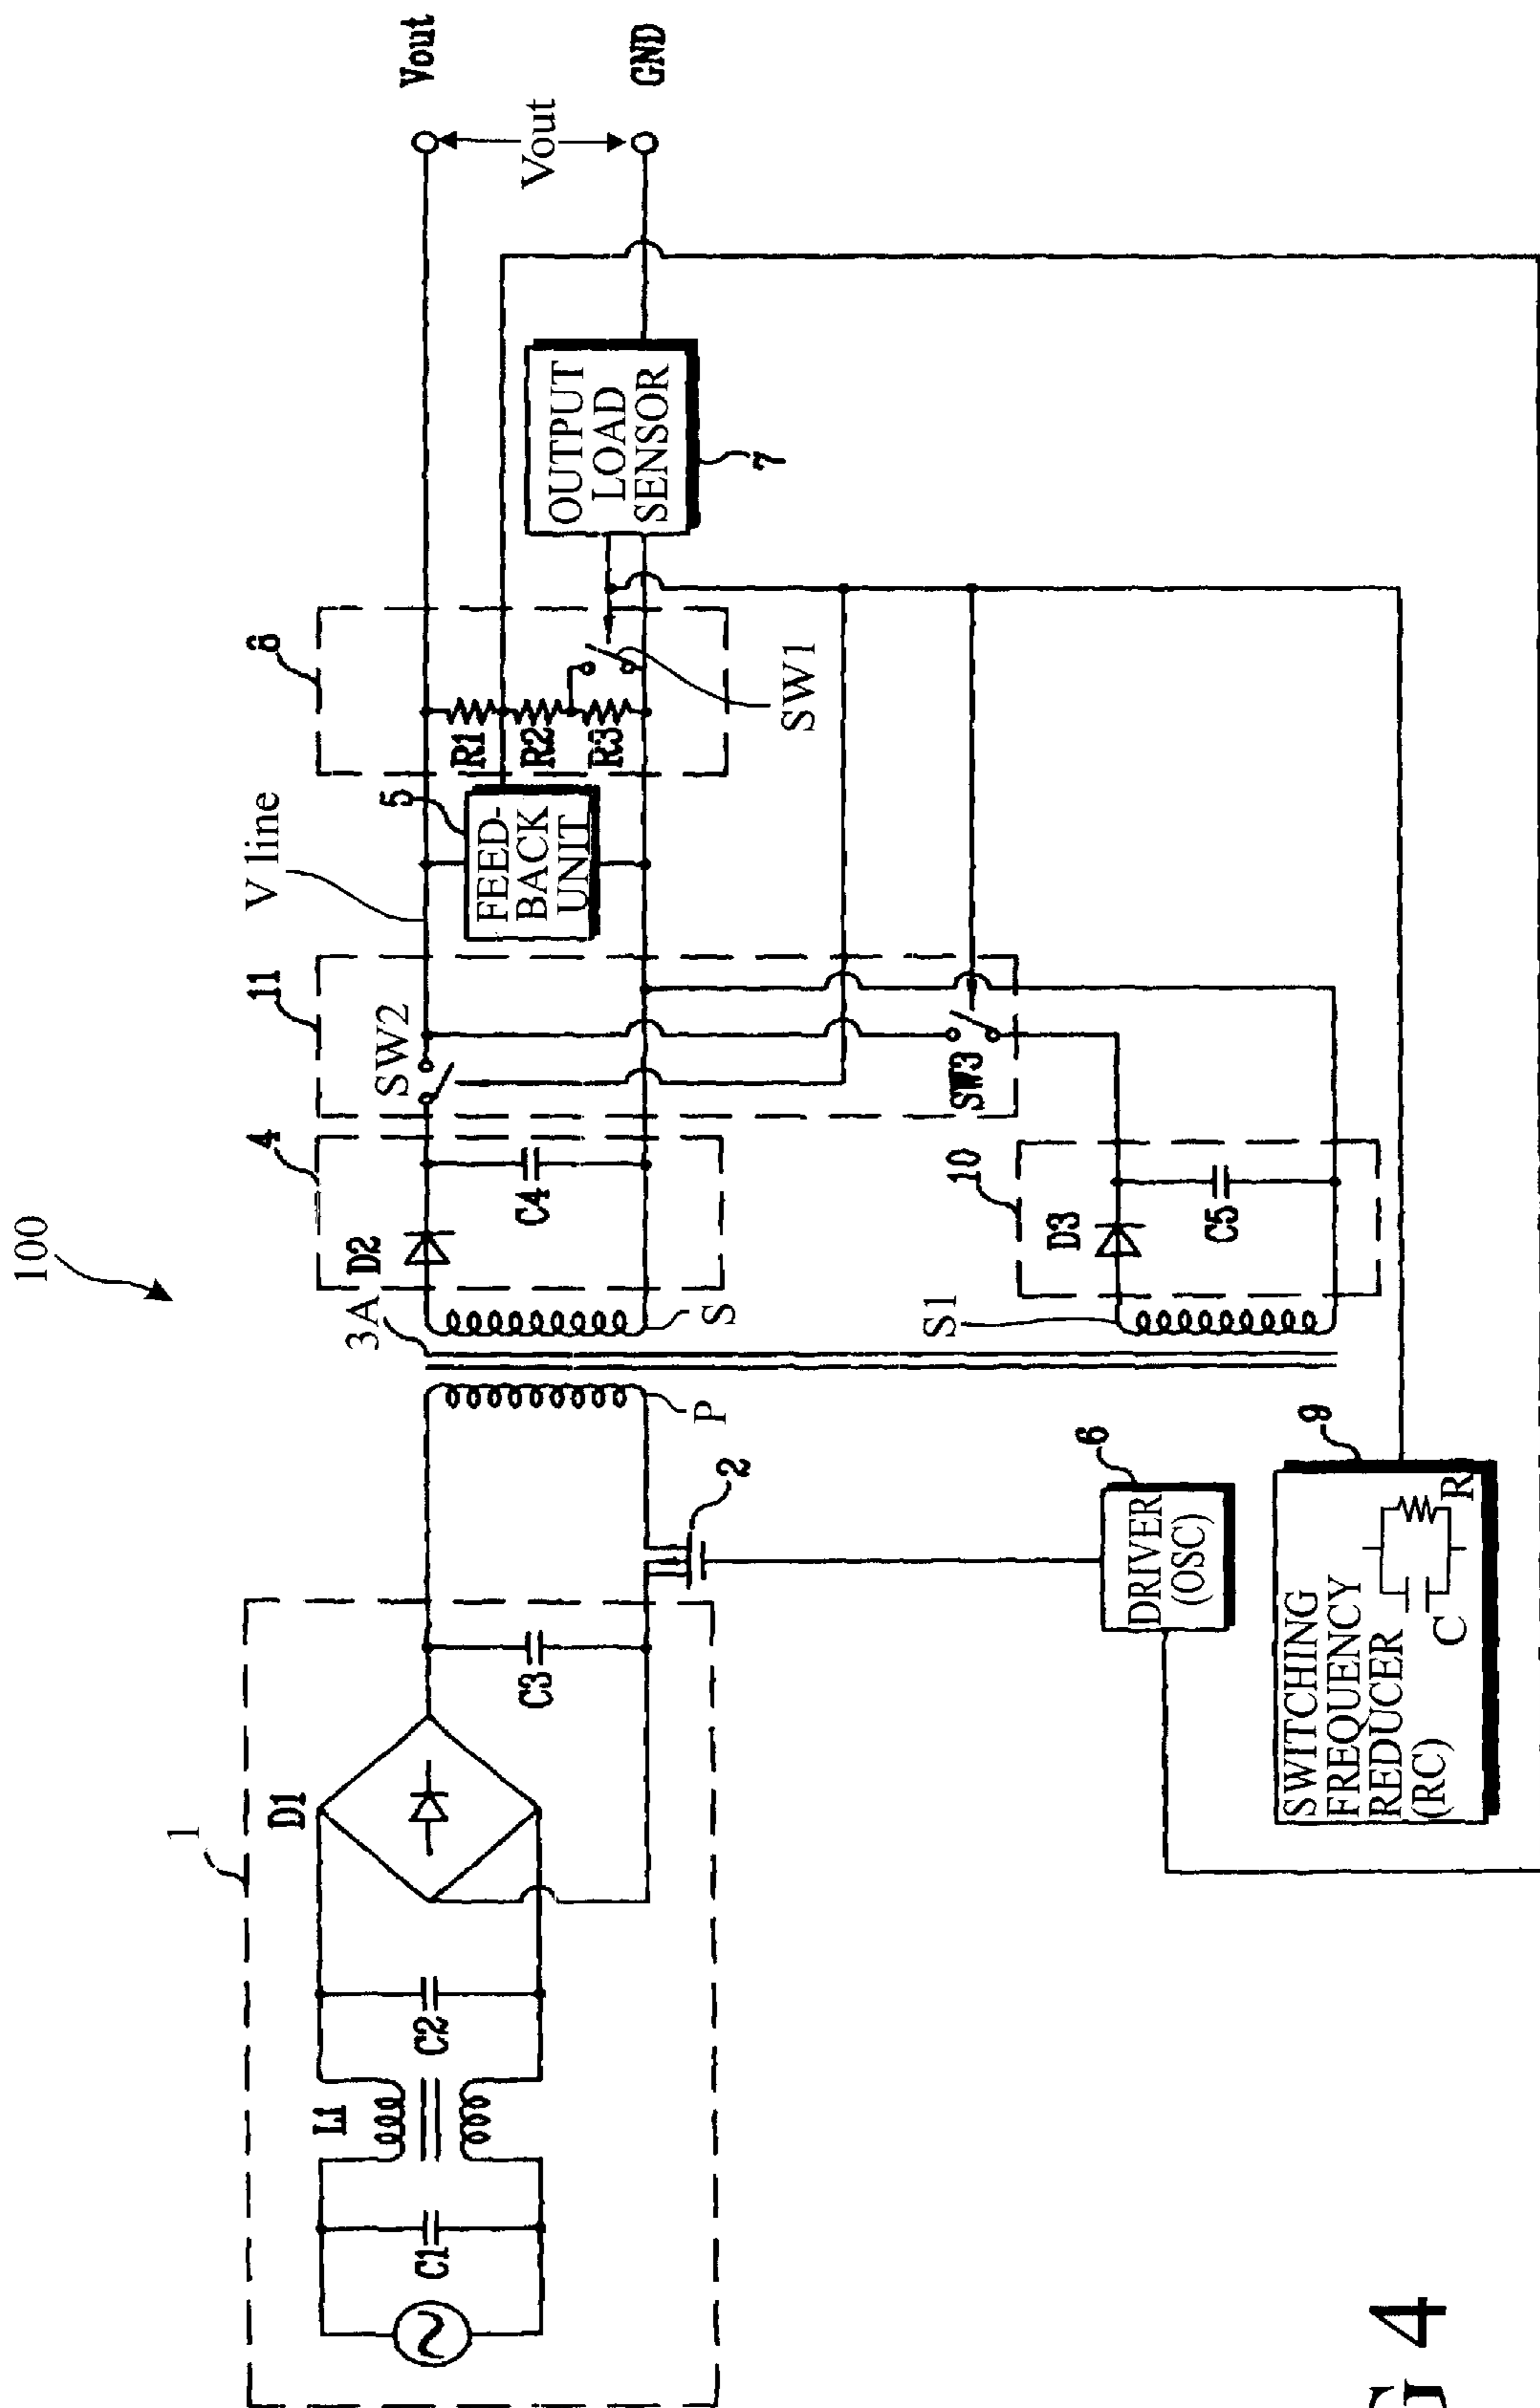 100
1
C1
L1
C2
D1
C3
2
P
3A
S
4
D2
C4
11
SW2
V line
5
FEED-
BACK
UNIT
8
R1
R2
R3
SW1
OUTPUT
LOAD
SENSOR
7
Vout
Vout
GND
S1
10
D3
C5
SW3
6
DRIVER
(OSC)
9
SWITCHING
FREQUENCY
REDUCER
(RC)
C
R
G 4